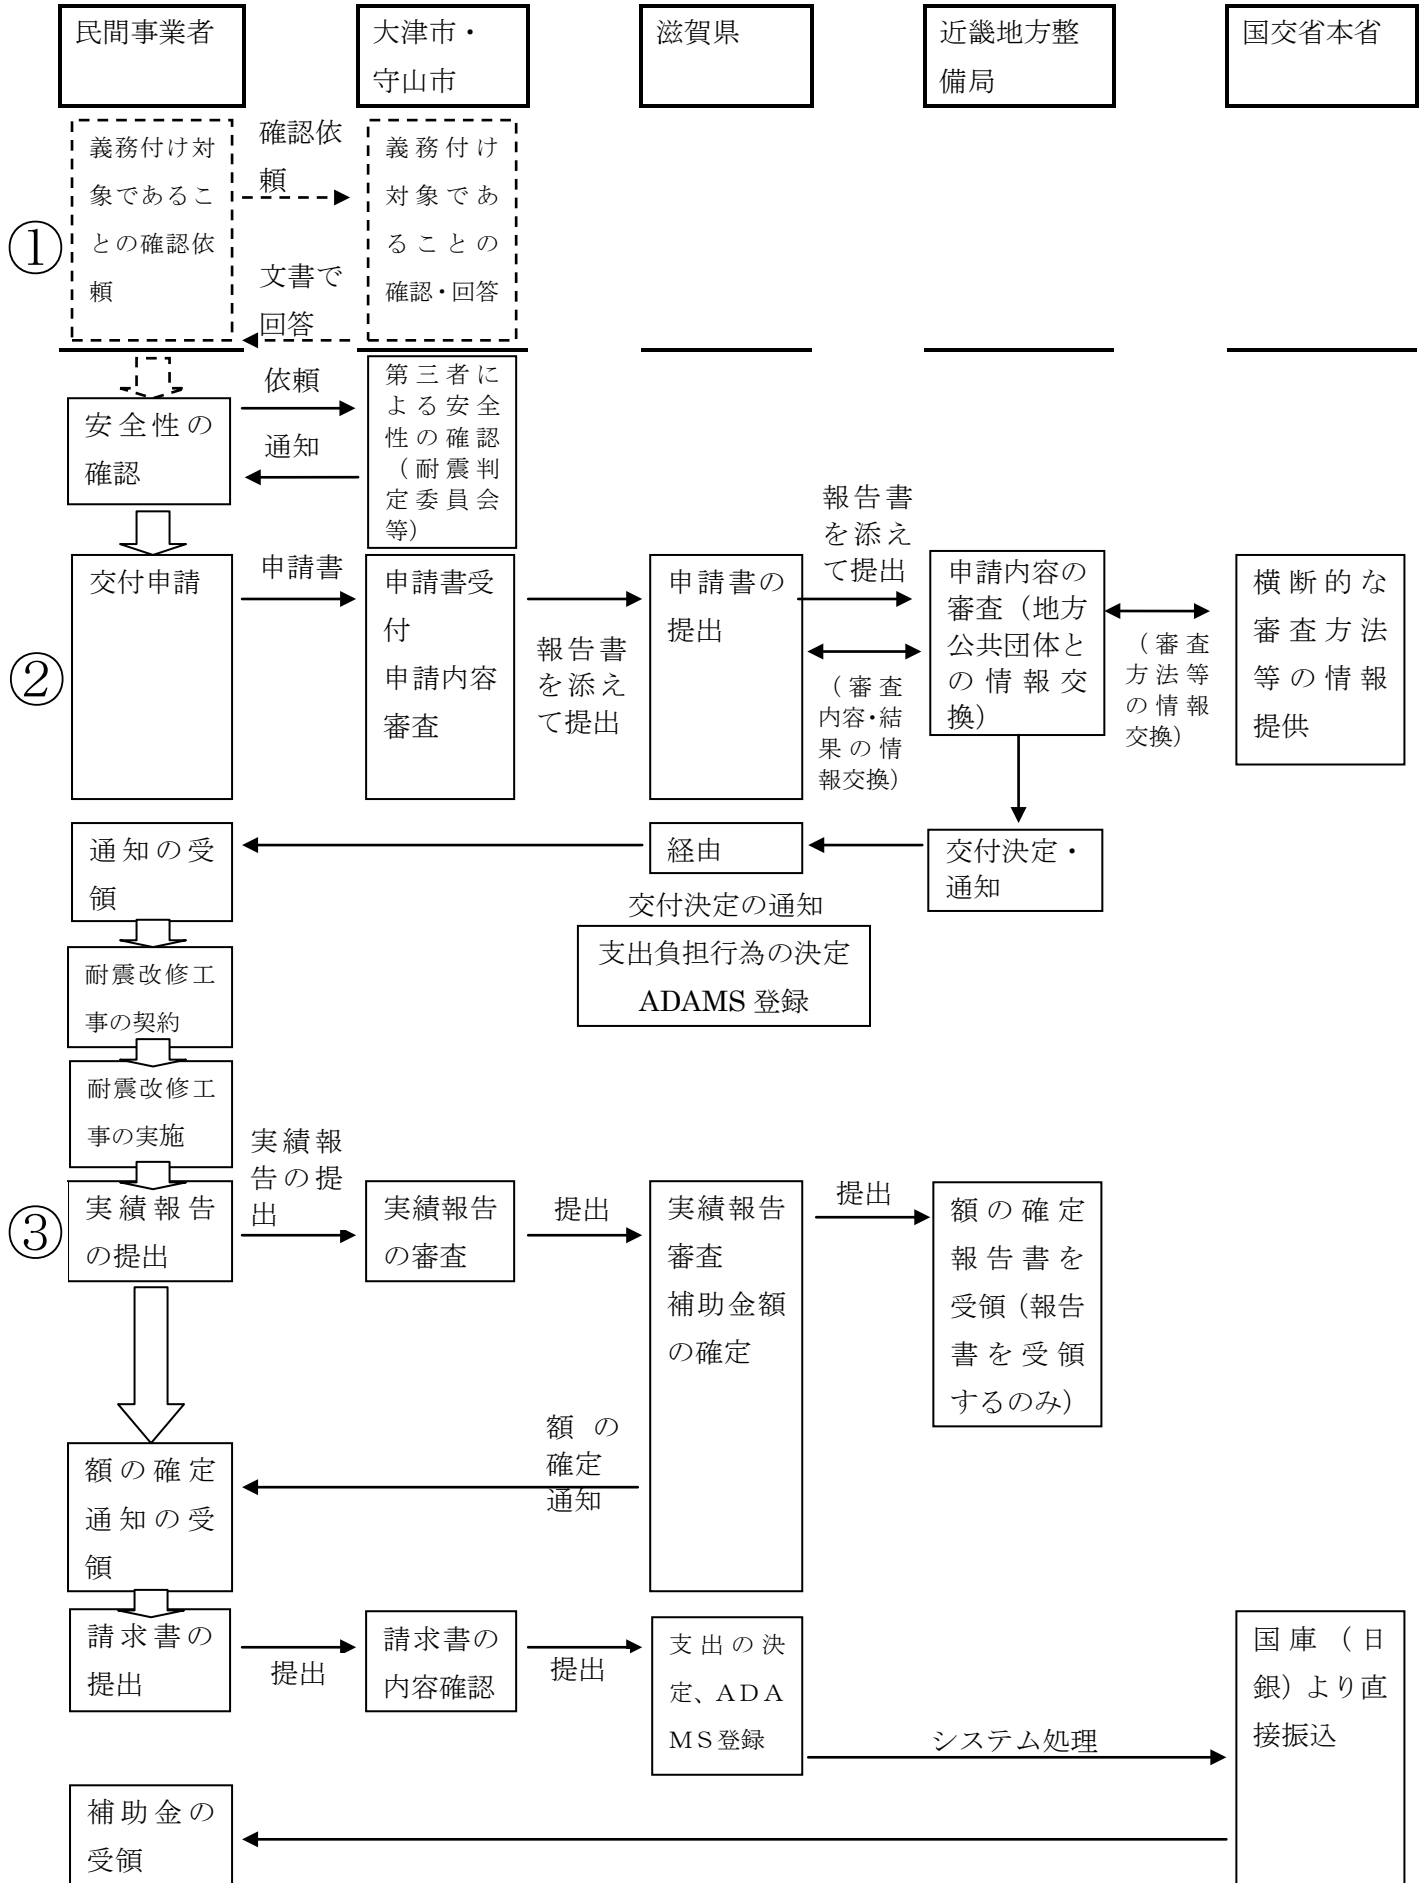 民間事業者
大津市・
守山市
滋賀県
近畿地方整
備局
国交省本省
①
義務付け対
象であるこ
との確認依
頼
確認依
頼
文書で
回答
義務付け
対象であ
ることの
確認・回答
安全性の
確認
依頼
通知
第三者に
よる安全
性の確認
（耐震判
定委員会
等）
②
交付申請
申請書
申請書受
付
申請内容
審査
報告書
を添え
て提出
申請書の
提出
報告書
を添え
て提出
（審査
内容・結
果の情
報交換）
申請内容の
審査（地方
公共団体と
の情報交
換）
（審査
方法等
の情報
交換）
横断的な
審査方法
等の情報
提供
通知の受
領
経由
交付決定・
通知
交付決定の通知
支出負担行為の決定
ADAMS 登録
耐震改修工
事の契約
耐震改修工
事の実施
③
実績報告
の提出
実績報
告の提
出
実績報告
の審査
提出
実績報告
審査
補助金額
の確定
提出
額の確定
報告書を
受領（報告
書を受領
するのみ）
額の
確定
通知
額の確定
通知の受
領
請求書の
提出
提出
請求書の
内容確認
提出
支出の決
定、ＡＤＡ
ＭＳ登録
システム処理
国庫（日
銀）より直
接振込
補助金の
受領